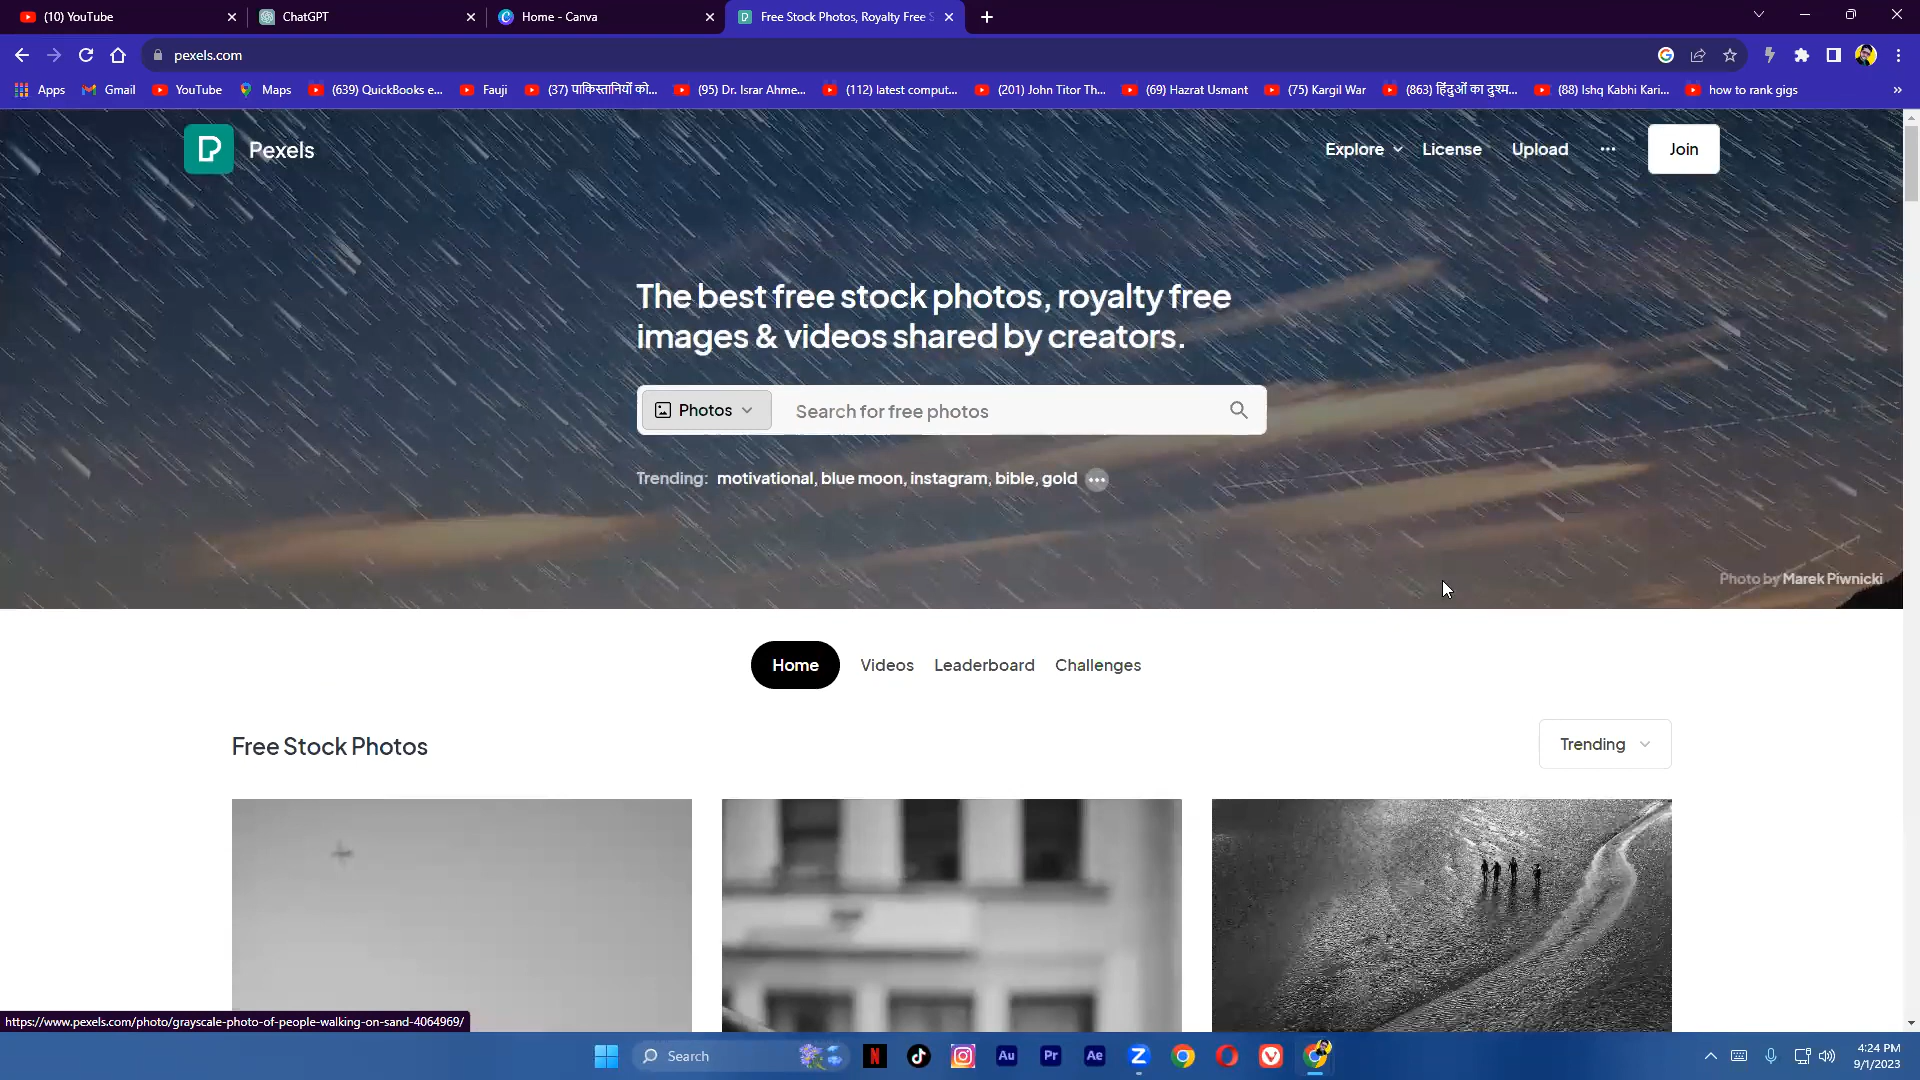 (10) YouTube
ChatGPT
Home - Canva
Free Stock Photos, Royalty Free S
pexels.com
Apps
Gmail
YouTube
Maps
(639) QuickBooks e...
Fauji
(37) पाकिस्तानियों को...
(95) Dr. Israr Ahme...
(112) latest comput...
(201) John Titor Th...
(69) Hazrat Usmant
(75) Kargil War
(863) हिंदुओं का दुश्म...
(88) Ishq Kabhi Kari...
how to rank gigs
»
Pexels
Explore
License
Upload
Join
The best free stock photos, royalty free
images & videos shared by creators.
Photos
Search for free photos
Trending: motivational, blue moon, instagram, bible, gold
Photo by Marek Piwnicki
Home
Videos
Leaderboard
Challenges
Free Stock Photos
Trending
https://www.pexels.com/photo/grayscale-photo-of-people-walking-on-sand-4064969/
Search
Au
Pr
Ae
4:24 PM
9/1/2023